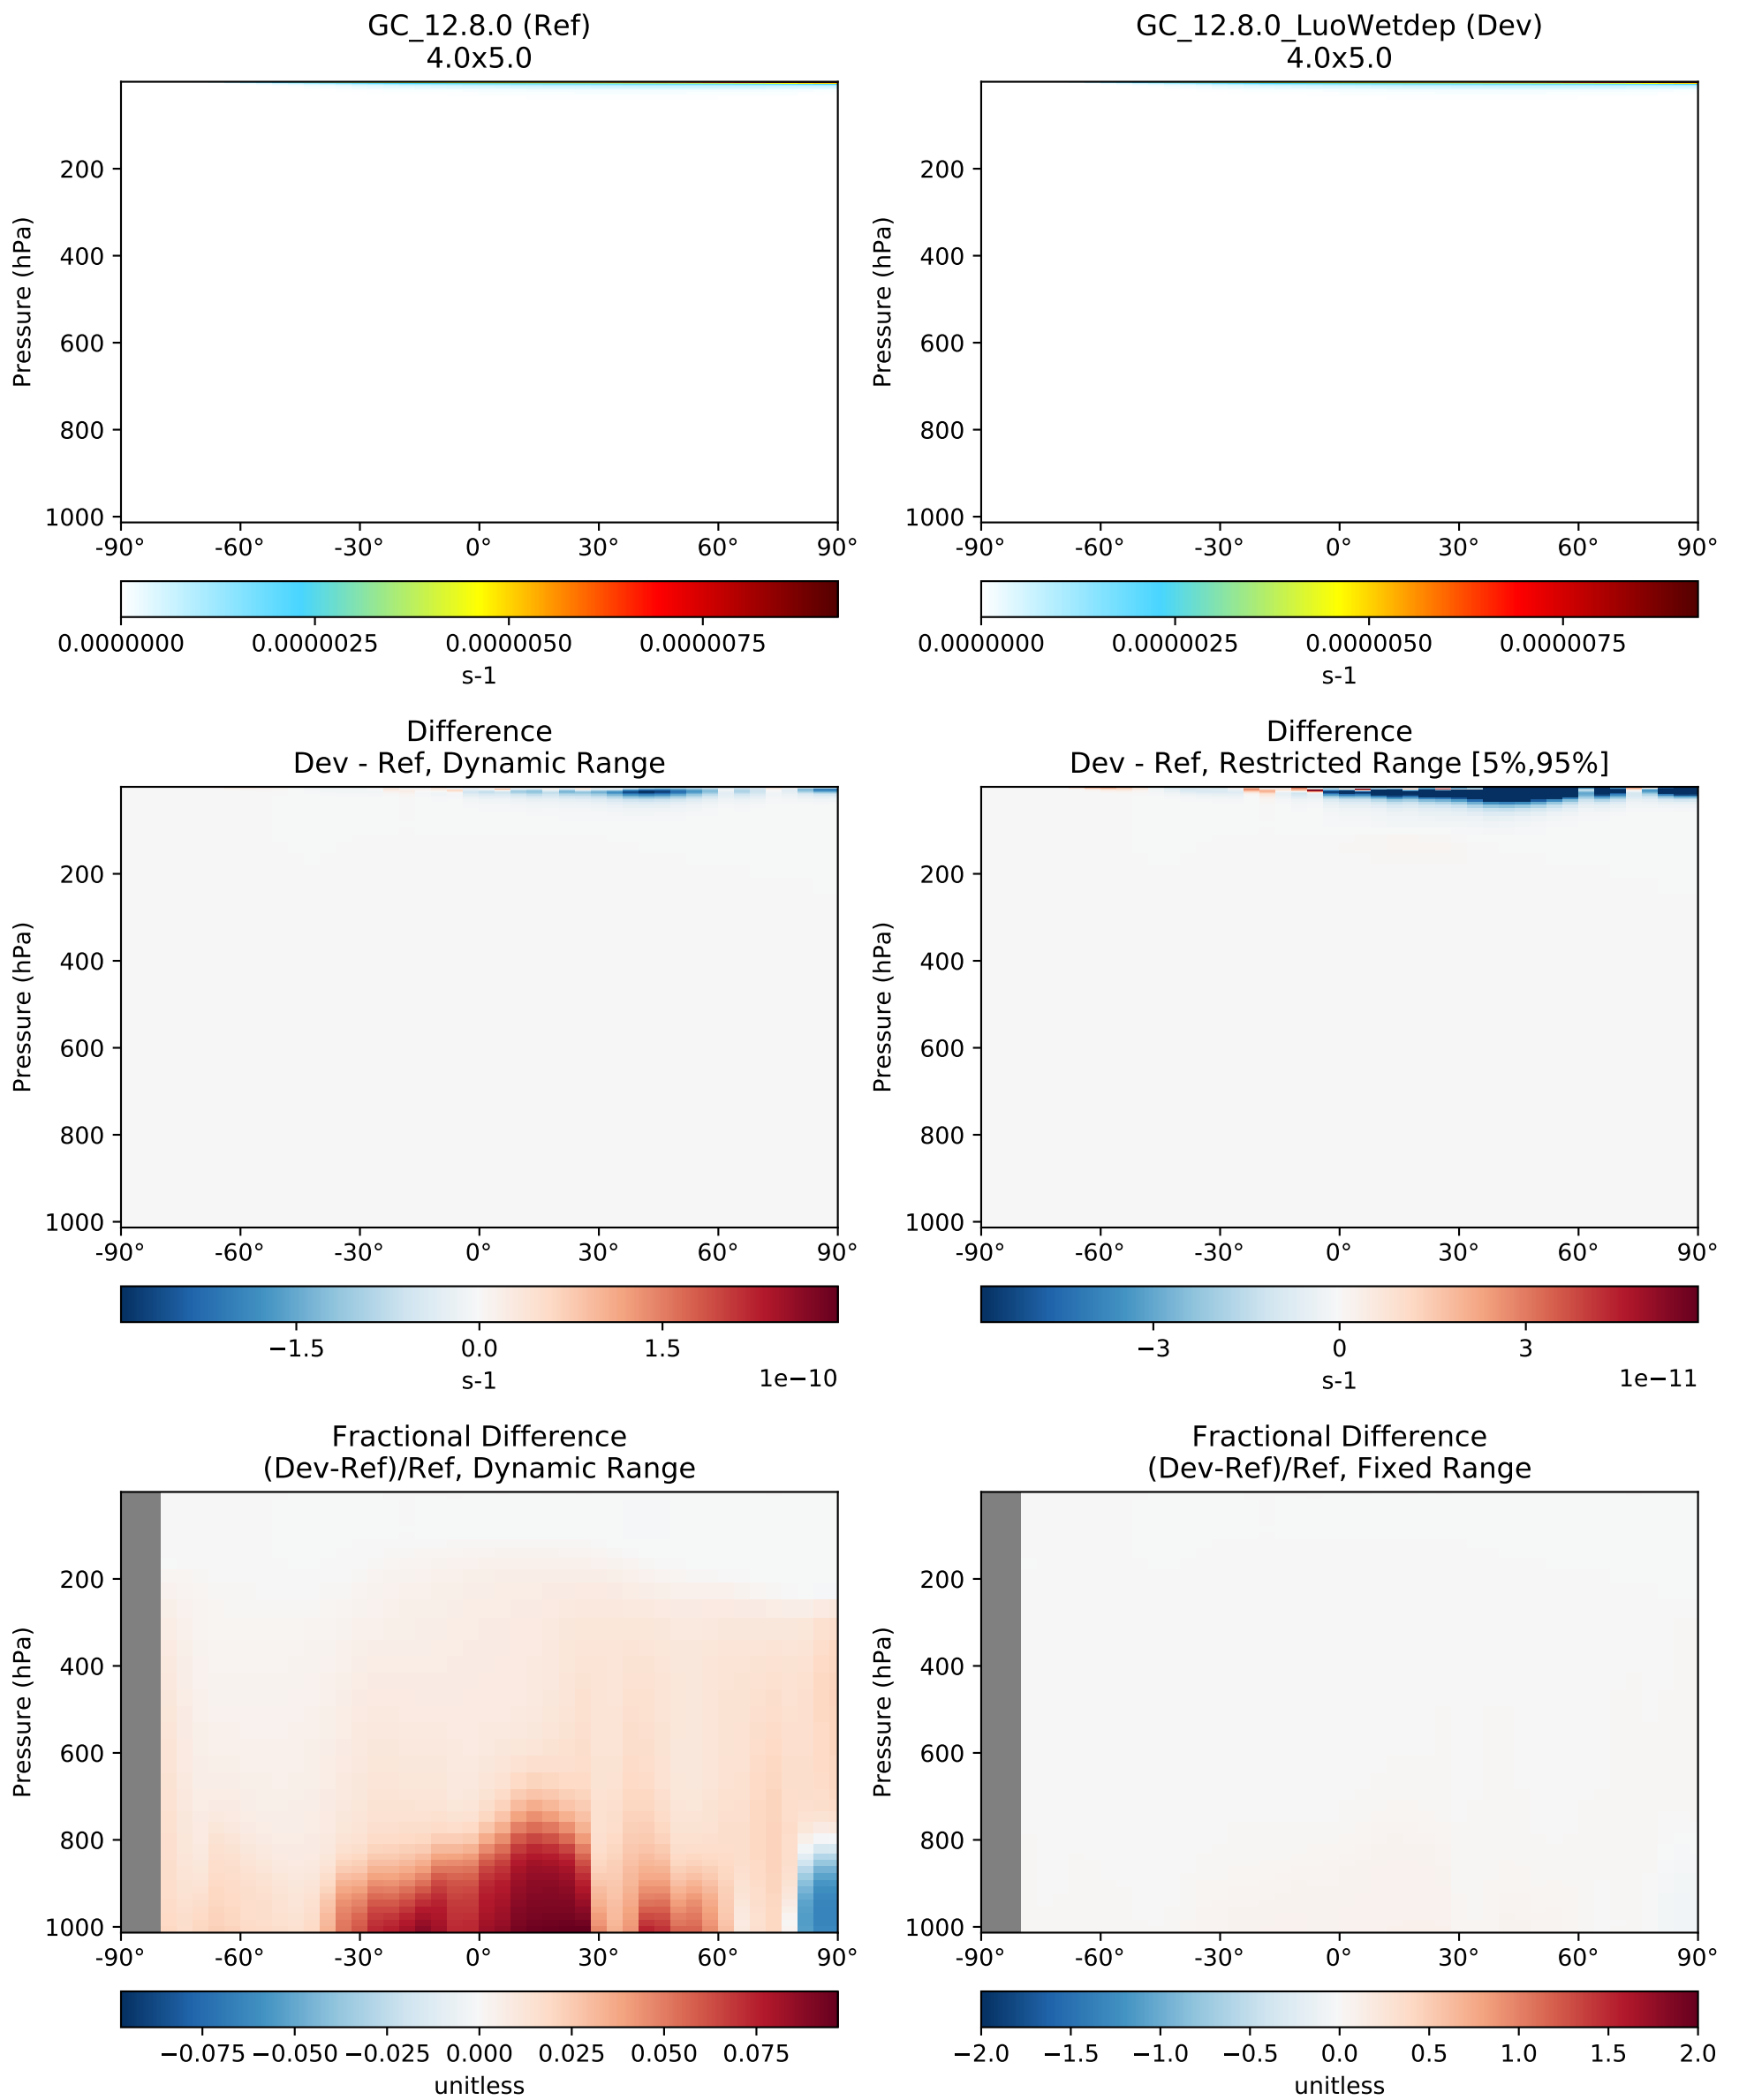 GC_12.8.0 (Ref)
4.0x5.0
Pressure (hPa)
200
400
600
800
1000
-90° -60° -30° 0° 30° 60° 90°
0.0000000 0.0000025 0.0000050 0.0000075
s-1
GC_12.8.0_LuoWetdep (Dev)
4.0x5.0
Pressure (hPa)
200
400
600
800
1000
-90° -60° -30° 0° 30° 60° 90°
0.0000000 0.0000025 0.0000050 0.0000075
s-1
Difference
Dev - Ref, Dynamic Range
Pressure (hPa)
200
400
600
800
1000
-90° -60° -30° 0° 30° 60° 90°
−1.5 0.0 1.5
s-1
1e−10
Difference
Dev - Ref, Restricted Range [5%,95%]
Pressure (hPa)
200
400
600
800
1000
-90° -60° -30° 0° 30° 60° 90°
−3 0 3
s-1
1e−11
Fractional Difference
(Dev-Ref)/Ref, Dynamic Range
Pressure (hPa)
200
400
600
800
1000
-90° -60° -30° 0° 30° 60° 90°
−0.075 −0.050 −0.025 0.000 0.025 0.050 0.075
unitless
Fractional Difference
(Dev-Ref)/Ref, Fixed Range
Pressure (hPa)
200
400
600
800
1000
-90° -60° -30° 0° 30° 60° 90°
−2.0 −1.5 −1.0 −0.5 0.0 0.5 1.0 1.5 2.0
unitless